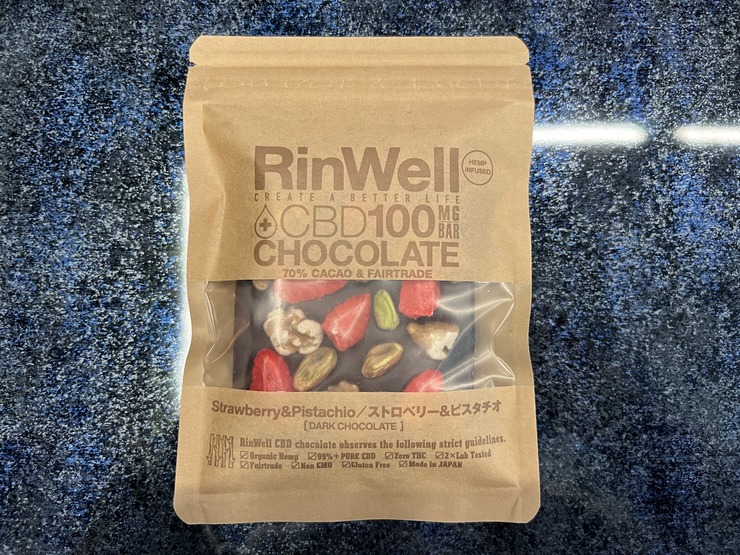 RinWell
HEMP
INFUSED
CREATE A BETTER LIFE
CBD100 MG BAR
CHOCOLATE
70% CACAO & FAIRTRADE
Strawberry&Pistachio/ストロベリー&ピスタチオ
[DARK CHOCOLATE]
RinWell CBD chocolate observes the following strict guidelines.
☑Organic Hemp ☑99%+PURE CBD ☑Zero THC ☑2×Lab Tested
☑Fairtrade ☑Non GMO ☑Gluten Free ☑Made in JAPAN